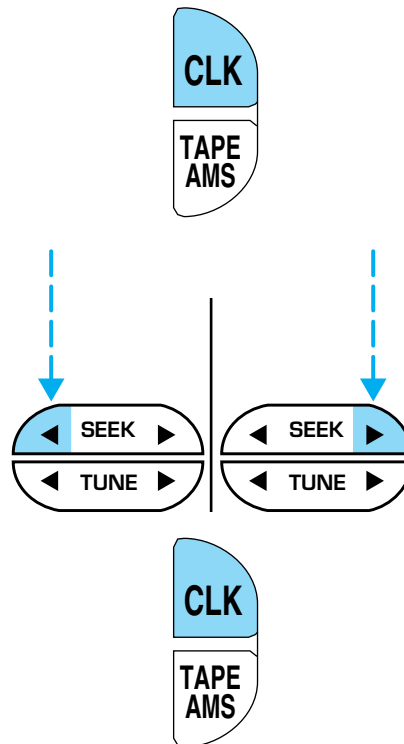 CLK
TAPE
AMS
◀ SEEK ▶
◀ TUNE ▶
◀ SEEK ▶
◀ TUNE ▶
CLK
TAPE
AMS